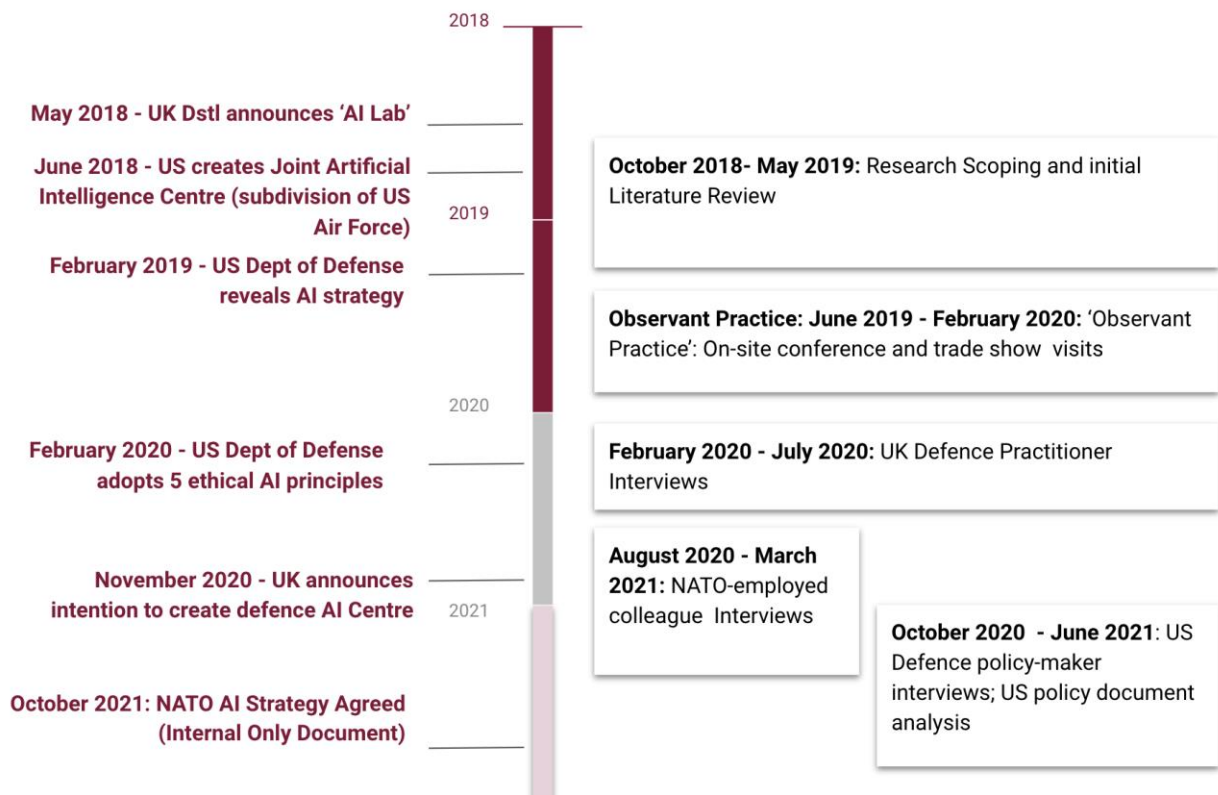 2018
May 2018 - UK Dstl announces ‘AI Lab’
June 2018 - US creates Joint Artificial
Intelligence Centre (subdivision of US
Air Force)
2019
February 2019 - US Dept of Defense
reveals AI strategy
2020
February 2020 - US Dept of Defense
adopts 5 ethical AI principles
November 2020 - UK announces
intention to create defence AI Centre
2021
October 2021: NATO AI Strategy Agreed
(Internal Only Document)
October 2018- May 2019: Research Scoping and initial
Literature Review
Observant Practice: June 2019 - February 2020: ‘Observant
Practice’: On-site conference and trade show visits
February 2020 - July 2020: UK Defence Practitioner
Interviews
August 2020 - March
2021: NATO-employed
colleague Interviews
October 2020 - June 2021: US
Defence policy-maker
interviews; US policy document
analysis